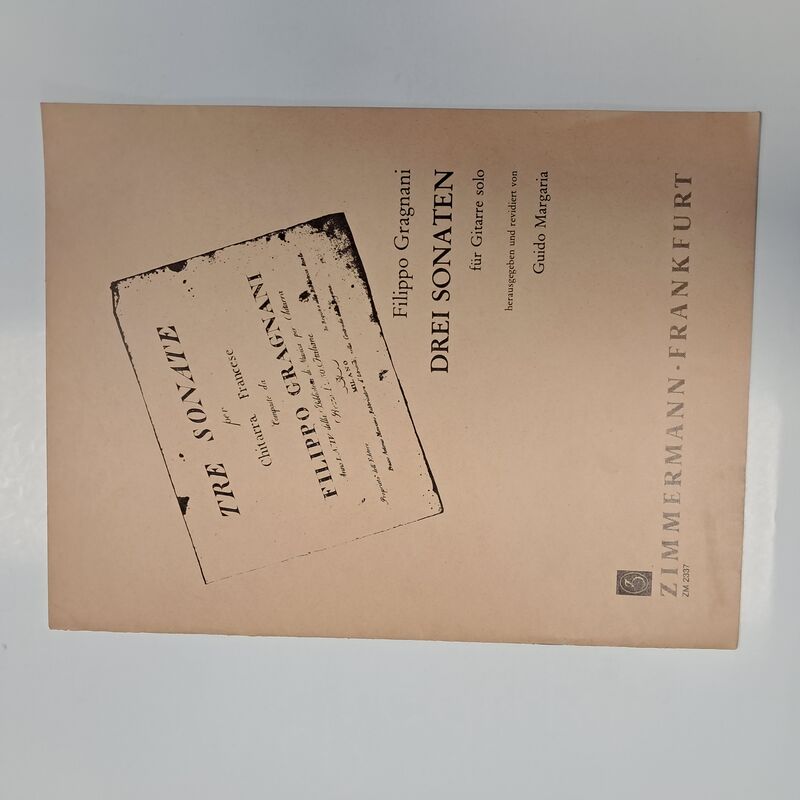 TRE SONATE
per
Chitarra Francese
Composte da
FILIPPO GRAGNANI
MILANO
Filippo Gragnani
DREI SONATEN
für Gitarre solo
herausgegeben und revidiert von
Guido Margaria
ZIMMERMANN · FRANKFURT
ZM 2337